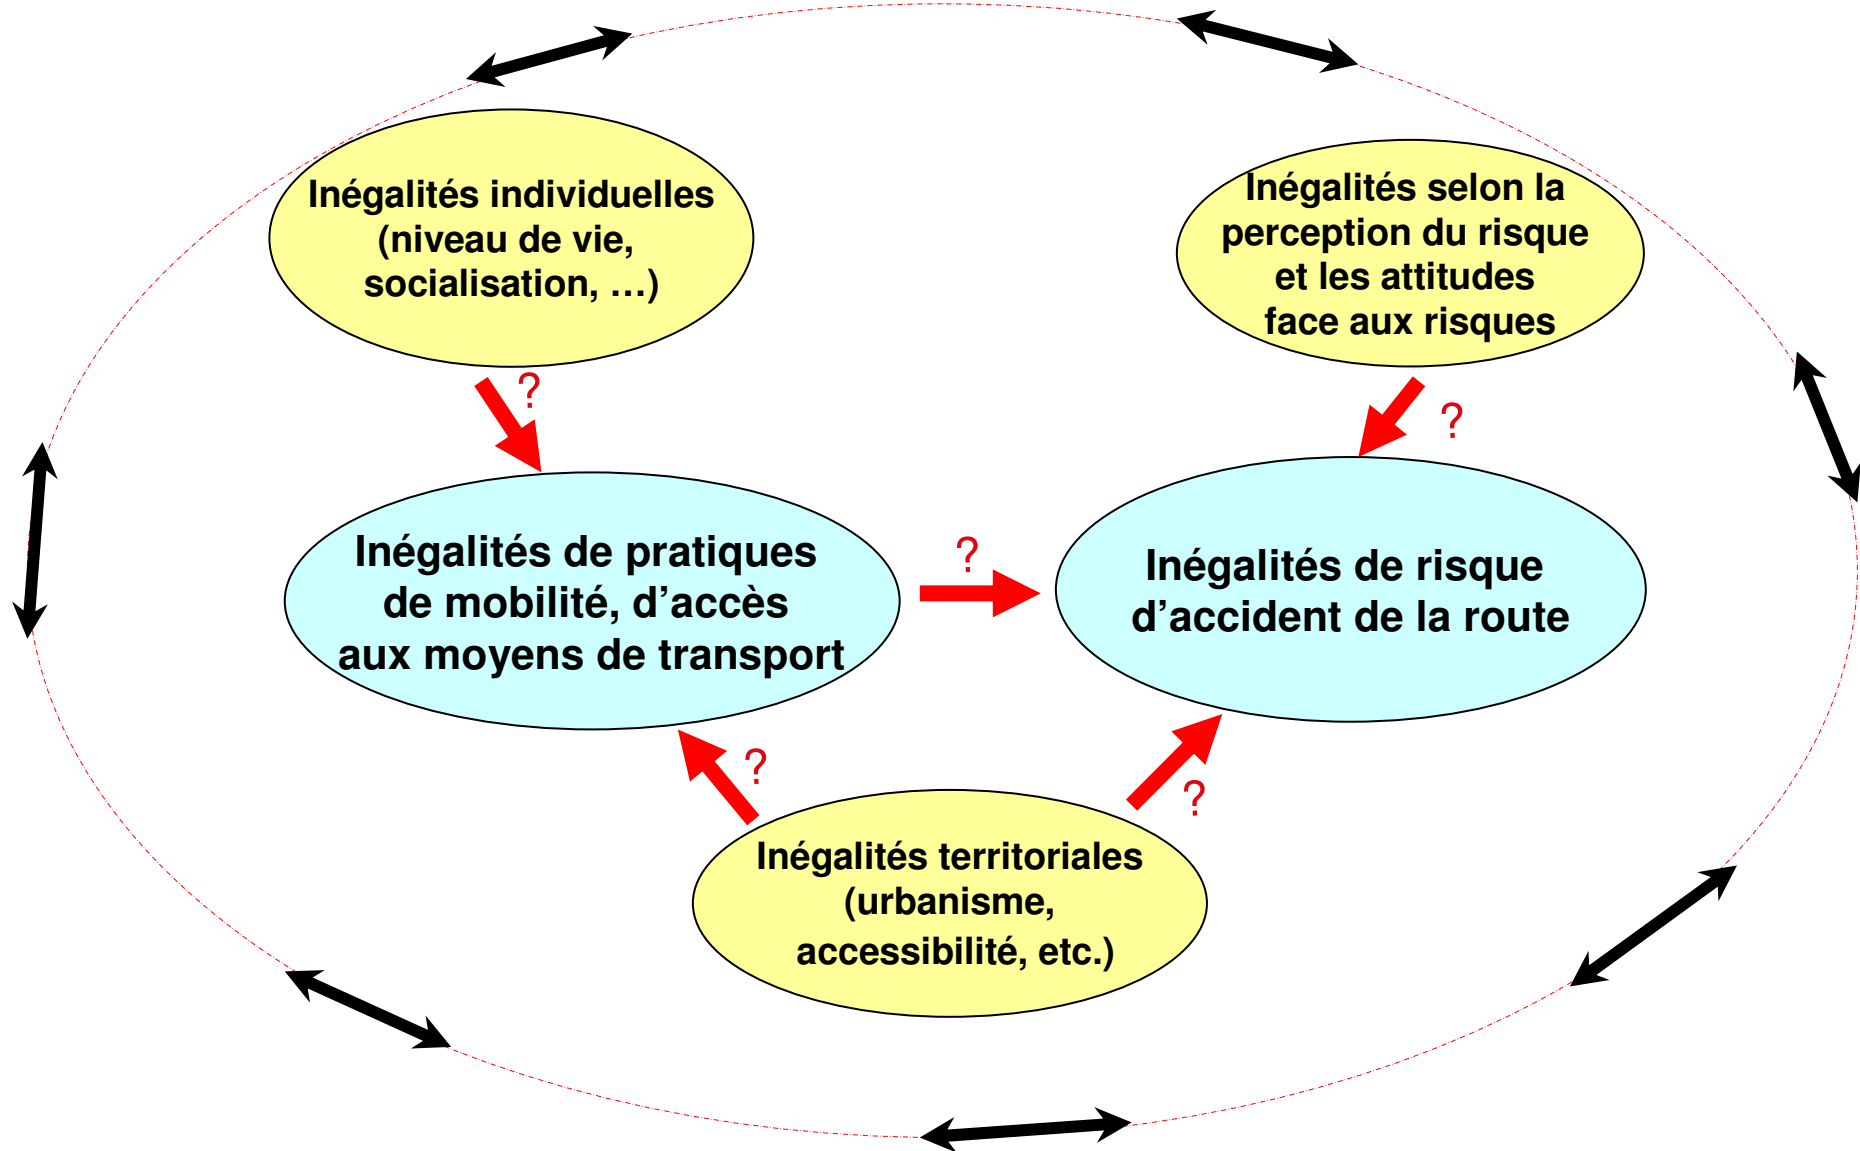 Inégalités individuelles
(niveau de vie,
socialisation, …)
Inégalités selon la
perception du risque
et les attitudes
face aux risques
?
?
Inégalités de pratiques
de mobilité, d’accès
aux moyens de transport
?
Inégalités de risque
d’accident de la route
?
?
Inégalités territoriales
(urbanisme,
accessibilité, etc.)